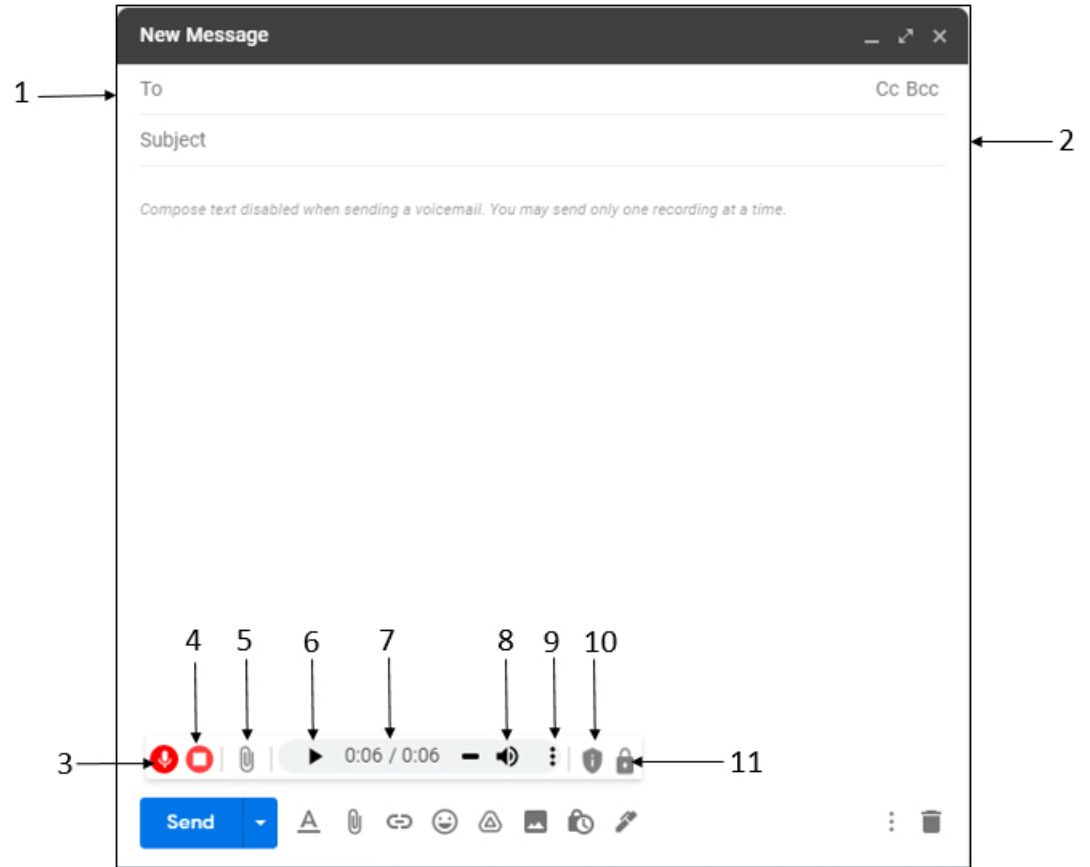 New Message
1
To Cc Bcc
Subject
2
Compose text disabled when sending a voicemail. You may send only one recording at a time.
4 5 6 7 8 9 10
3
0:06 / 0:06
11
Send